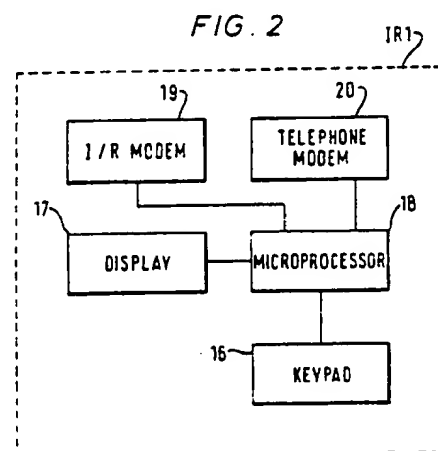 FIG. 2
IR1
19
20
I/R MODEM
TELEPHONE
MODEM
17
18
DISPLAY
MICROPROCESSOR
16
KEYPAD